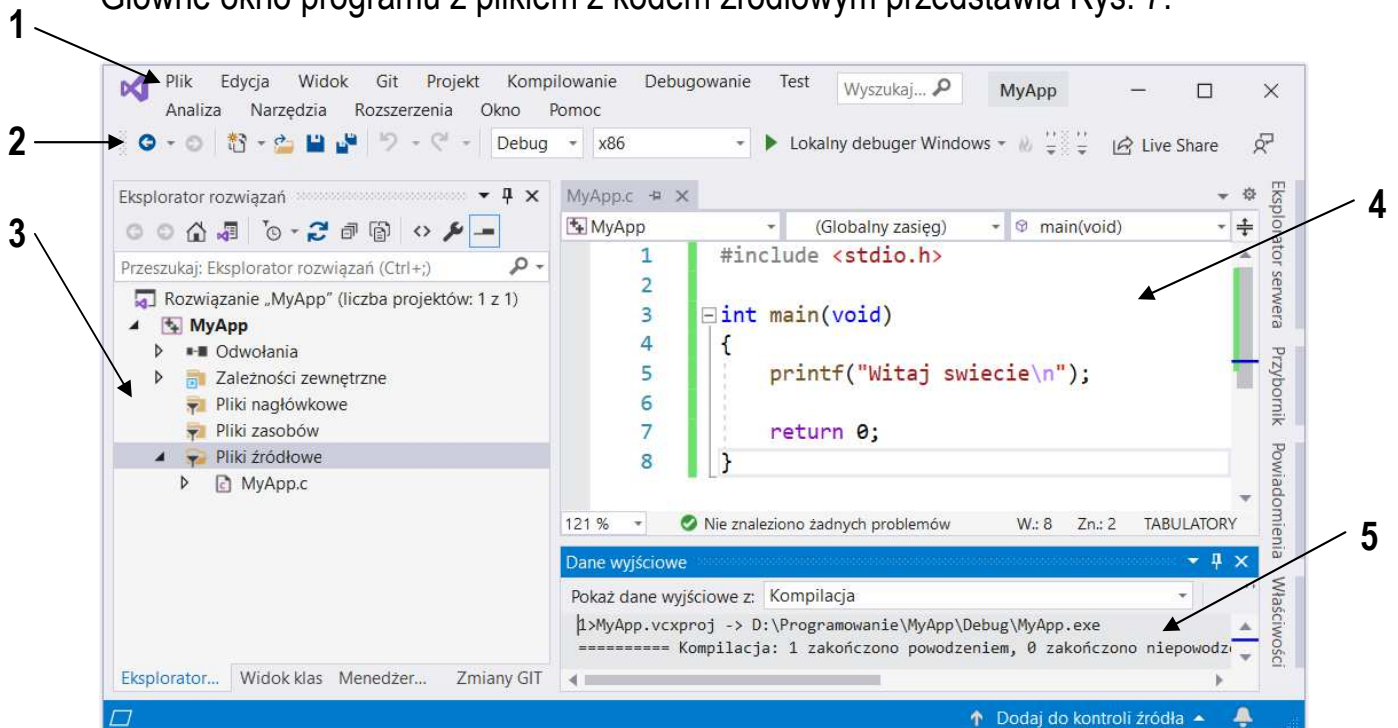 Główne okno programu z plikiem z kodem źródłowym przedstawia Rys. 7.
1
Plik Edycja Widok Git Projekt Kompilowanie Debugowanie Test Wyszukaj... MyApp
Analiza Narzędzia Rozszerzenia Okno Pomoc
2
Debug x86 Lokalny debuger Windows Live Share
3
Eksplorator rozwiązań
Przeszukaj: Eksplorator rozwiązań (Ctrl+;)
Rozwiązanie „MyApp” (liczba projektów: 1 z 1)
MyApp
Odwołania
Zależności zewnętrzne
Pliki nagłówkowe
Pliki zasobów
Pliki źródłowe
MyApp.c
Eksplorator... Widok klas Menedżer... Zmiany GIT
MyApp.c
MyApp (Globalny zasięg) main(void)
4
1 #include <stdio.h>
2
3 int main(void)
4 {
5 printf("Witaj swiecie\n");
6
7 return 0;
8 }
121 % Nie znaleziono żadnych problemów W.: 8 Zn.: 2 TABULATORY
5
Dane wyjściowe
Pokaż dane wyjściowe z: Kompilacja
1>MyApp.vcxproj -> D:\Programowanie\MyApp\Debug\MyApp.exe
========== Kompilacja: 1 zakończono powodzeniem, 0 zakończono niepowodz
Eksplorator serwera Przybornik Powiadomienia Właściwości
Dodaj do kontroli źródła